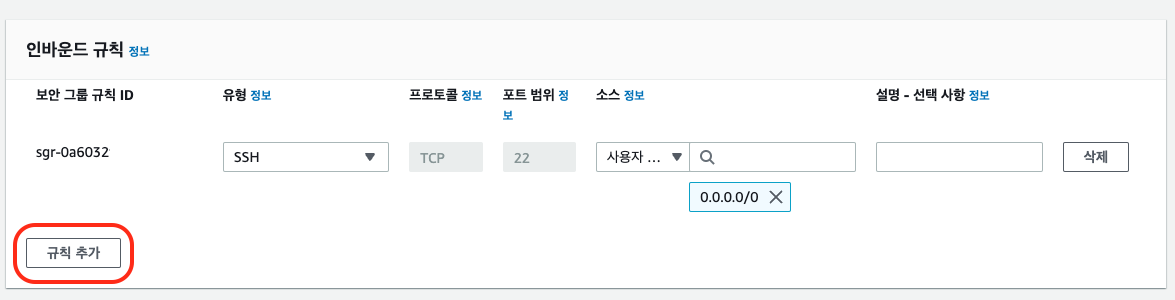 인바운드 규칙 정보
보안 그룹 규칙 ID 유형 정보 프로토콜 정보 포트 범위 정보 소스 정보 설명 - 선택 사항 정보
sgr-0a6032 SSH TCP 22 사용자 ... 삭제
0.0.0.0/0
규칙 추가